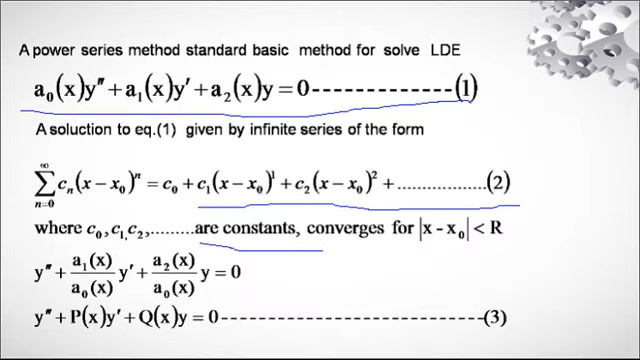 A power series method standard basic method for solve LDE
a₀(x)y″+a₁(x)y′+a₂(x)y=0-------------(1)
A soluction to eq.(1) given by infinite series of the form
∑_{n=0}^{∞} cₙ(x−x₀)ⁿ = c₀+c₁(x−x₀)¹+c₂(x−x₀)²+..................(2)
where c₀,c₁,c₂,.........are constants, converges for |x - x₀| < R
y″+ a₁(x)/a₀(x) y′+ a₂(x)/a₀(x) y=0
y″+P(x)y′+Q(x)y=0---------------------------(3)